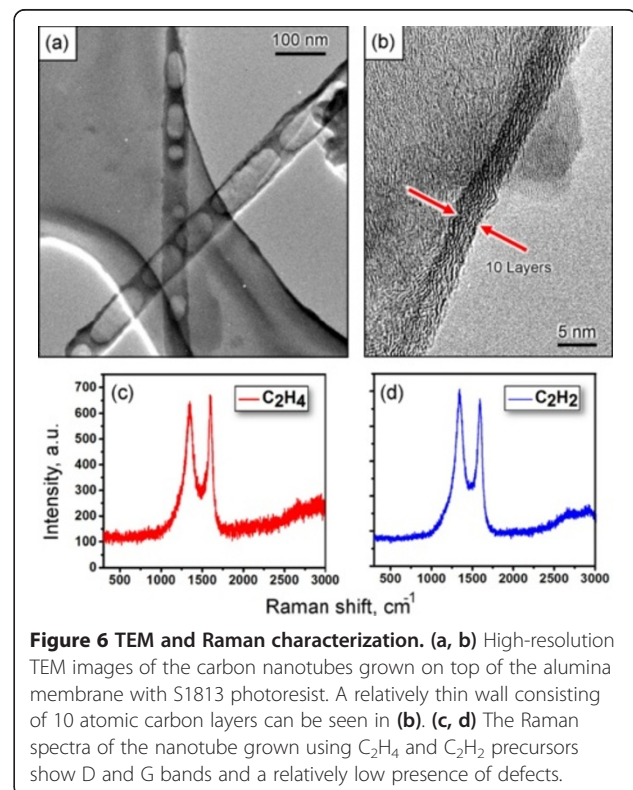 (a)
100 nm
(b)
10 Layers
5 nm
(c)
C2H4
700
600
500
400
300
200
100
0
Intensity, a.u.
500 1000 1500 2000 2500 3000
(d)
C2H2
500 1000 1500 2000 2500 3000
Raman shift, cm⁻¹
Figure 6 TEM and Raman characterization. (a, b) High-resolution
TEM images of the carbon nanotubes grown on top of the alumina
membrane with S1813 photoresist. A relatively thin wall consisting
of 10 atomic carbon layers can be seen in (b). (c, d) The Raman
spectra of the nanotube grown using C₂H₄ and C₂H₂ precursors
show D and G bands and a relatively low presence of defects.